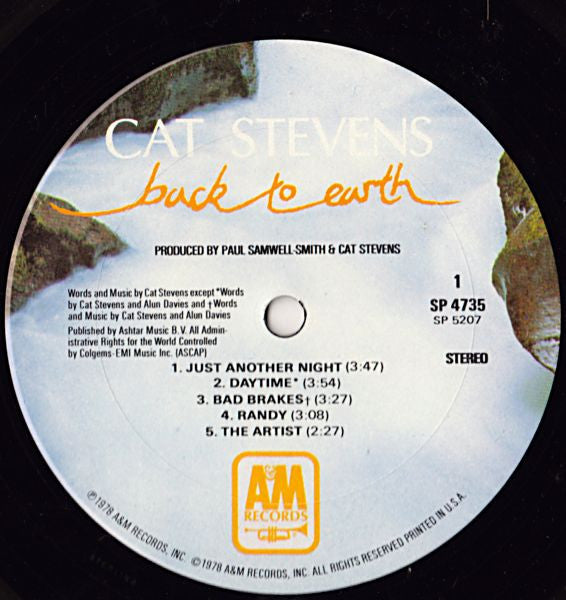 CAT STEVENS
back to earth
PRODUCED BY PAUL SAMWELL-SMITH & CAT STEVENS
Words and Music by Cat Stevens except *Words
by Cat Stevens and Alun Davies and †Words
and Music by Cat Stevens and Alun Davies
Published by Ashtar Music B.V. All Admin-
istrative Rights for the World Controlled
by Colgems-EMI Music Inc. (ASCAP)
1
SP 4735
SP 5207
STEREO
1. JUST ANOTHER NIGHT (3:47)
2. DAYTIME* (3:54)
3. BAD BRAKES† (3:27)
4. RANDY (3:08)
5. THE ARTIST (2:27)
A&M
RECORDS
℗1978 A&M RECORDS, INC. ©1978 A&M RECORDS, INC. ALL RIGHTS RESERVED PRINTED IN U.S.A.